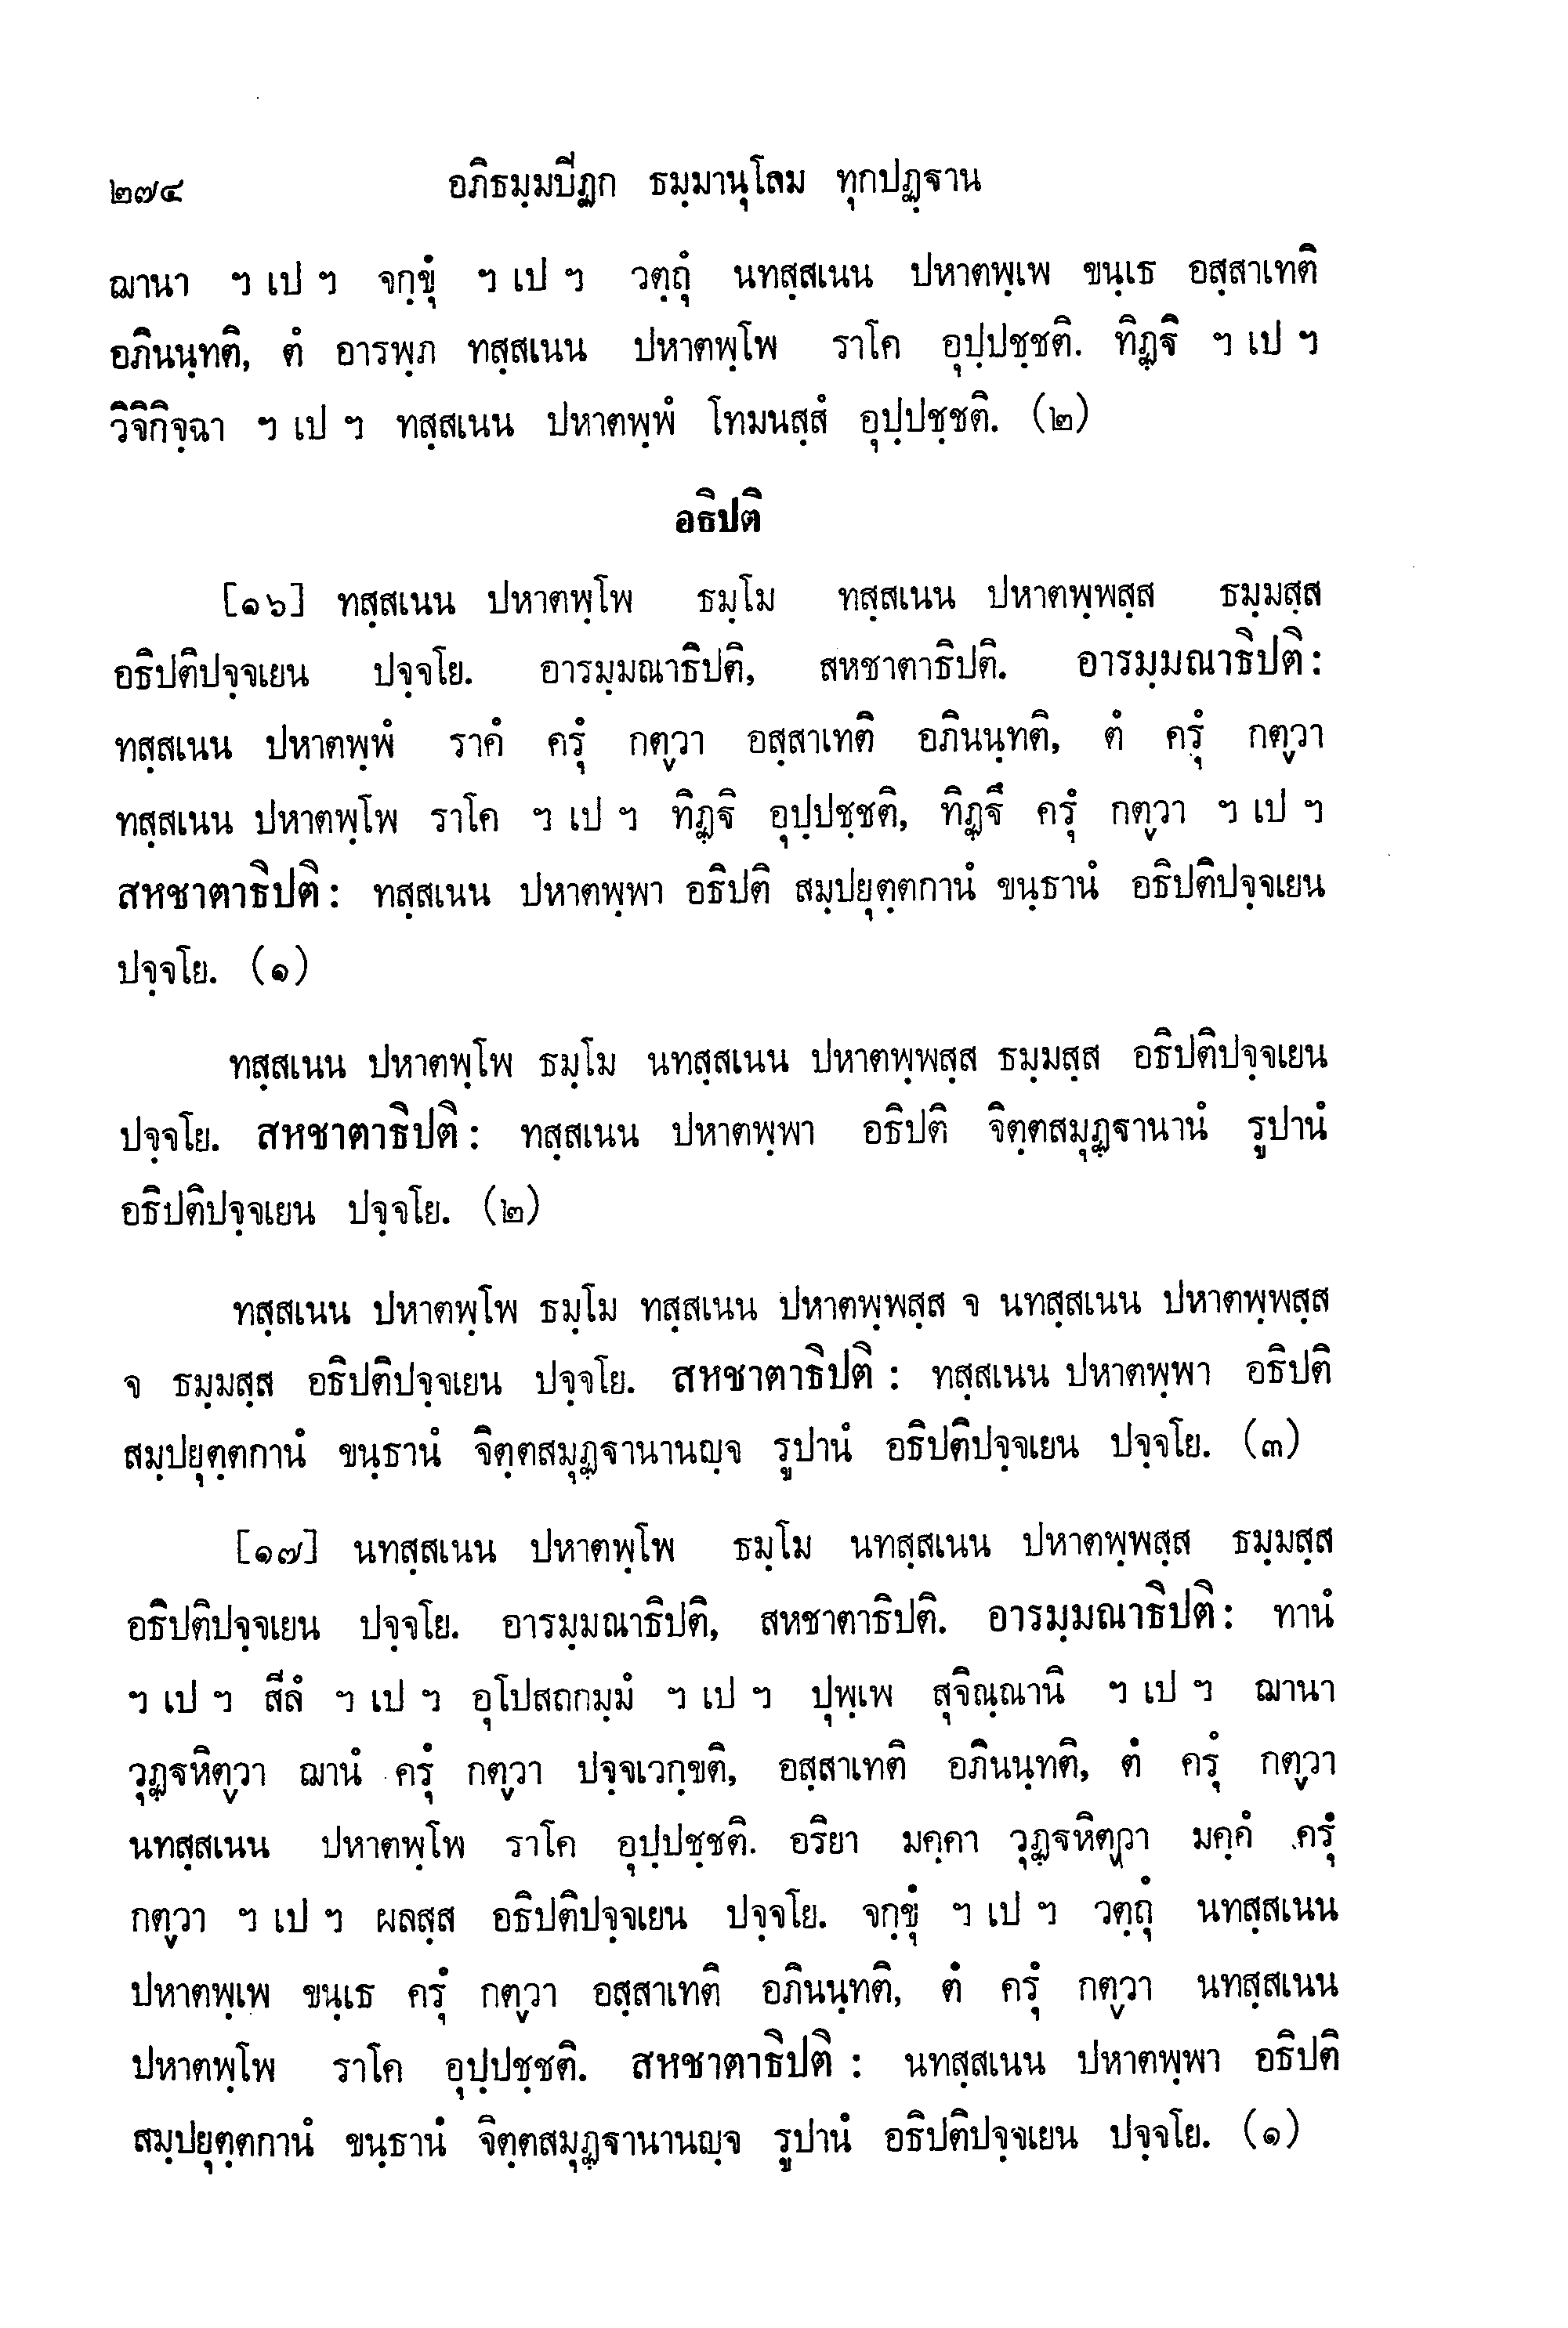 ๒๗๔ อภิธมฺมปีฏก ธมฺมานุโลม ทุกปฏฺฐาน
ฌานา ฯ เป ฯ จกฺขุํ ฯ เป ฯ วตฺถุํ นทสฺสเนน ปหาตพฺเพ ขนฺเธ อสฺสาเทติ
อภินนฺทติ, ตํ อารพฺภ ทสฺสเนน ปหาตพฺโพ ราโค อุปฺปชฺชติ. ทิฏฺฐิ ฯ เป ฯ
วิจิกิจฺฉา ฯ เป ฯ ทสฺสเนน ปหาตพฺพํ โทมนสฺสํ อุปฺปชฺชติ. (๒)
อธิปติ
[๑๖] ทสฺสเนน ปหาตพฺโพ ธมฺโม ทสฺสเนน ปหาตพฺพสฺส ธมฺมสฺส
อธิปติปจฺจเยน ปจฺจโย. อารมฺมณาธิปติ, สหชาตาธิปติ. อารมฺมณาธิปติ:
ทสฺสเนน ปหาตพฺพํ ราคํ ครุํ กตฺวา อสฺสาเทติ อภินนฺทติ, ตํ ครุํ กตฺวา
ทสฺสเนน ปหาตพฺโพ ราโค ฯ เป ฯ ทิฏฺฐิ อุปฺปชฺชติ, ทิฏฺฐึ ครุํ กตฺวา ฯ เป ฯ
สหชาตาธิปติ: ทสฺสเนน ปหาตพฺพา อธิปติ สมฺปยุตฺตกานํ ขนฺธานํ อธิปติปจฺจเยน
ปจฺจโย. (๑)
ทสฺสเนน ปหาตพฺโพ ธมฺโม นทสฺสเนน ปหาตพฺพสฺส ธมฺมสฺส อธิปติปจฺจเยน
ปจฺจโย. สหชาตาธิปติ: ทสฺสเนน ปหาตพฺพา อธิปติ จิตฺตสมุฏฺฐานานํ รูปานํ
อธิปติปจฺจเยน ปจฺจโย. (๒)
ทสฺสเนน ปหาตพฺโพ ธมฺโม ทสฺสเนน ปหาตพฺพสฺส จ นทสฺสเนน ปหาตพฺพสฺส
จ ธมฺมสฺส อธิปติปจฺจเยน ปจฺจโย. สหชาตาธิปติ : ทสฺสเนน ปหาตพฺพา อธิปติ
สมฺปยุตฺตกานํ ขนฺธานํ จิตฺตสมุฏฺฐานานญฺจ รูปานํ อธิปติปจฺจเยน ปจฺจโย. (๓)
[๑๗] นทสฺสเนน ปหาตพฺโพ ธมฺโม นทสฺสเนน ปหาตพฺพสฺส ธมฺมสฺส
อธิปติปจฺจเยน ปจฺจโย. อารมฺมณาธิปติ, สหชาตาธิปติ. อารมฺมณาธิปติ: ทานํ
ฯ เป ฯ สีลํ ฯ เป ฯ อุโปสถกมฺมํ ฯ เป ฯ ปุพฺเพ สุจิณฺณานิ ฯ เป ฯ ฌานา
วุฏฺฐหิตฺวา ฌานํ ครุํ กตฺวา ปจฺจเวกฺขติ, อสฺสาเทติ อภินนฺทติ, ตํ ครุํ กตฺวา
นทสฺสเนน ปหาตพฺโพ ราโค อุปฺปชฺชติ. อริยา มคฺคา วุฏฺฐหิตฺวา มคฺคํ ครุํ
กตฺวา ฯ เป ฯ ผลสฺส อธิปติปจฺจเยน ปจฺจโย. จกฺขุํ ฯ เป ฯ วตฺถุํ นทสฺสเนน
ปหาตพฺเพ ขนฺเธ ครุํ กตฺวา อสฺสาเทติ อภินนฺทติ, ตํ ครุํ กตฺวา นทสฺสเนน
ปหาตพฺโพ ราโค อุปฺปชฺชติ. สหชาตาธิปติ : นทสฺสเนน ปหาตพฺพา อธิปติ
สมฺปยุตฺตกานํ ขนฺธานํ จิตฺตสมุฏฺฐานานญฺจ รูปานํ อธิปติปจฺจเยน ปจฺจโย. (๑)